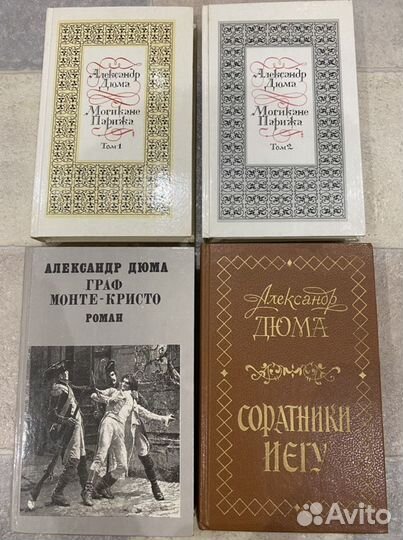 Александр
Дюма
Могикане
Парижа
Том 1
Александр
Дюма
Могикане
Парижа
Том 2
АЛЕКСАНДР ДЮМА
ГРАФ
МОНТЕ-КРИСТО
РОМАН
Александр
ДЮМА
СОРАТНИКИ
ИЕГУ
Avito